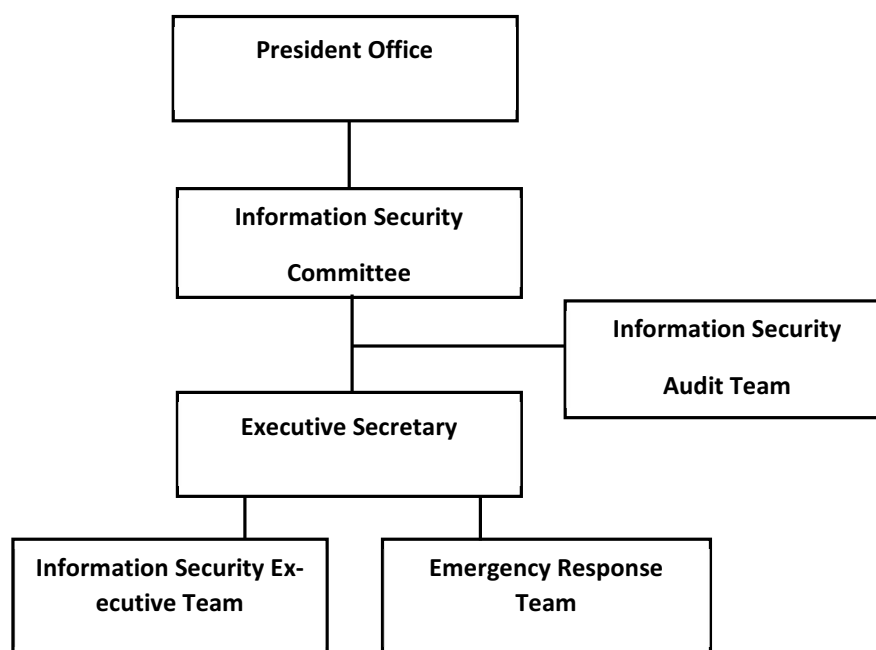 President Office
Information Security
Committee
Information Security
Audit Team
Executive Secretary
Information Security Ex-
ecutive Team
Emergency Response
Team